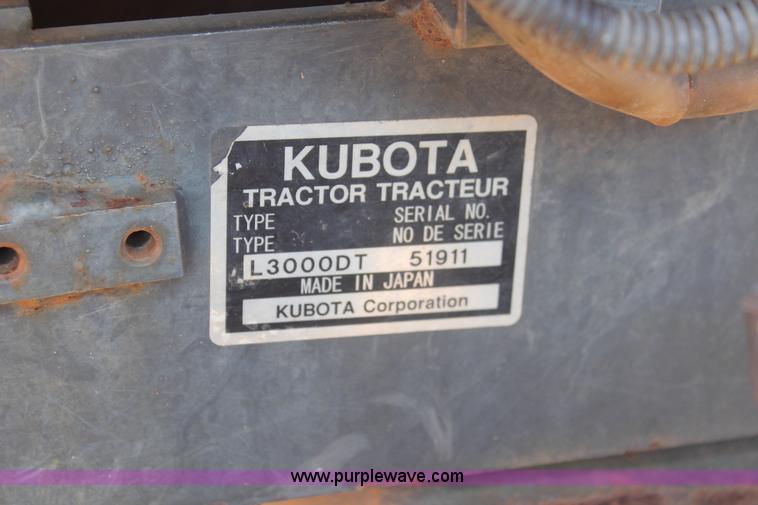 KUBOTA
TRACTOR TRACTEUR
TYPE SERIAL NO.
TYPE NO DE SERIE
L3000DT 51911
MADE IN JAPAN
KUBOTA Corporation
www.purplewave.com